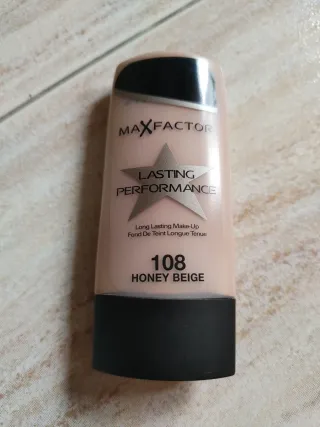 MAXFACTOR
LASTING
PERFORMANCE
Long Lasting Make-Up
Fond De Teint Longue Tenue
108
HONEY BEIGE